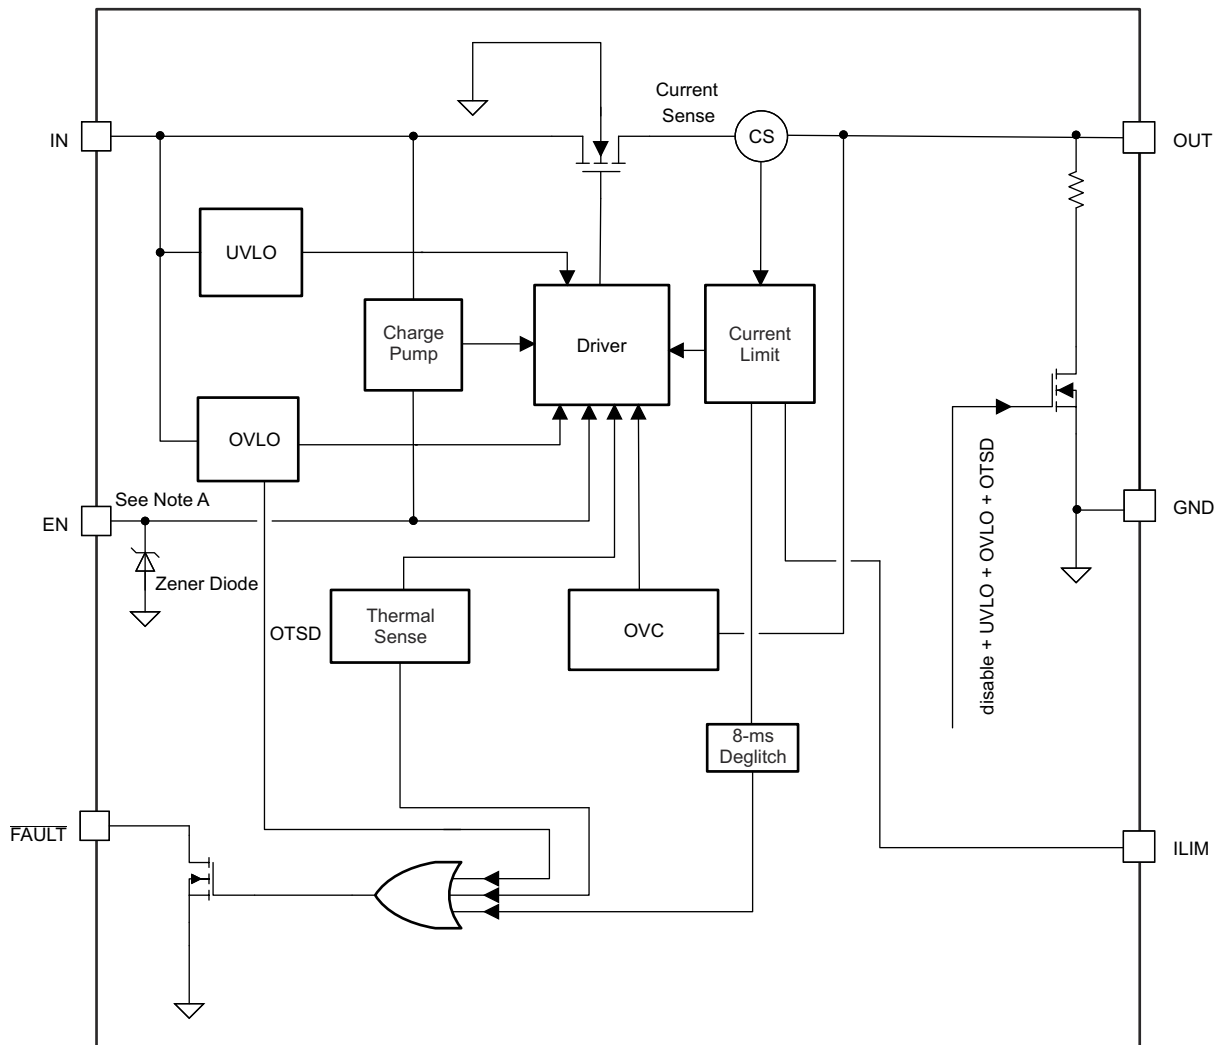 Current
Sense
IN
CS
OUT
UVLO
Charge
Pump
Driver
Current
Limit
OVLO
disable + UVLO + OVLO + OTSD
See Note A
EN
GND
Zener Diode
OTSD
Thermal
Sense
OVC
8-ms
Deglitch
FAULT
ILIM